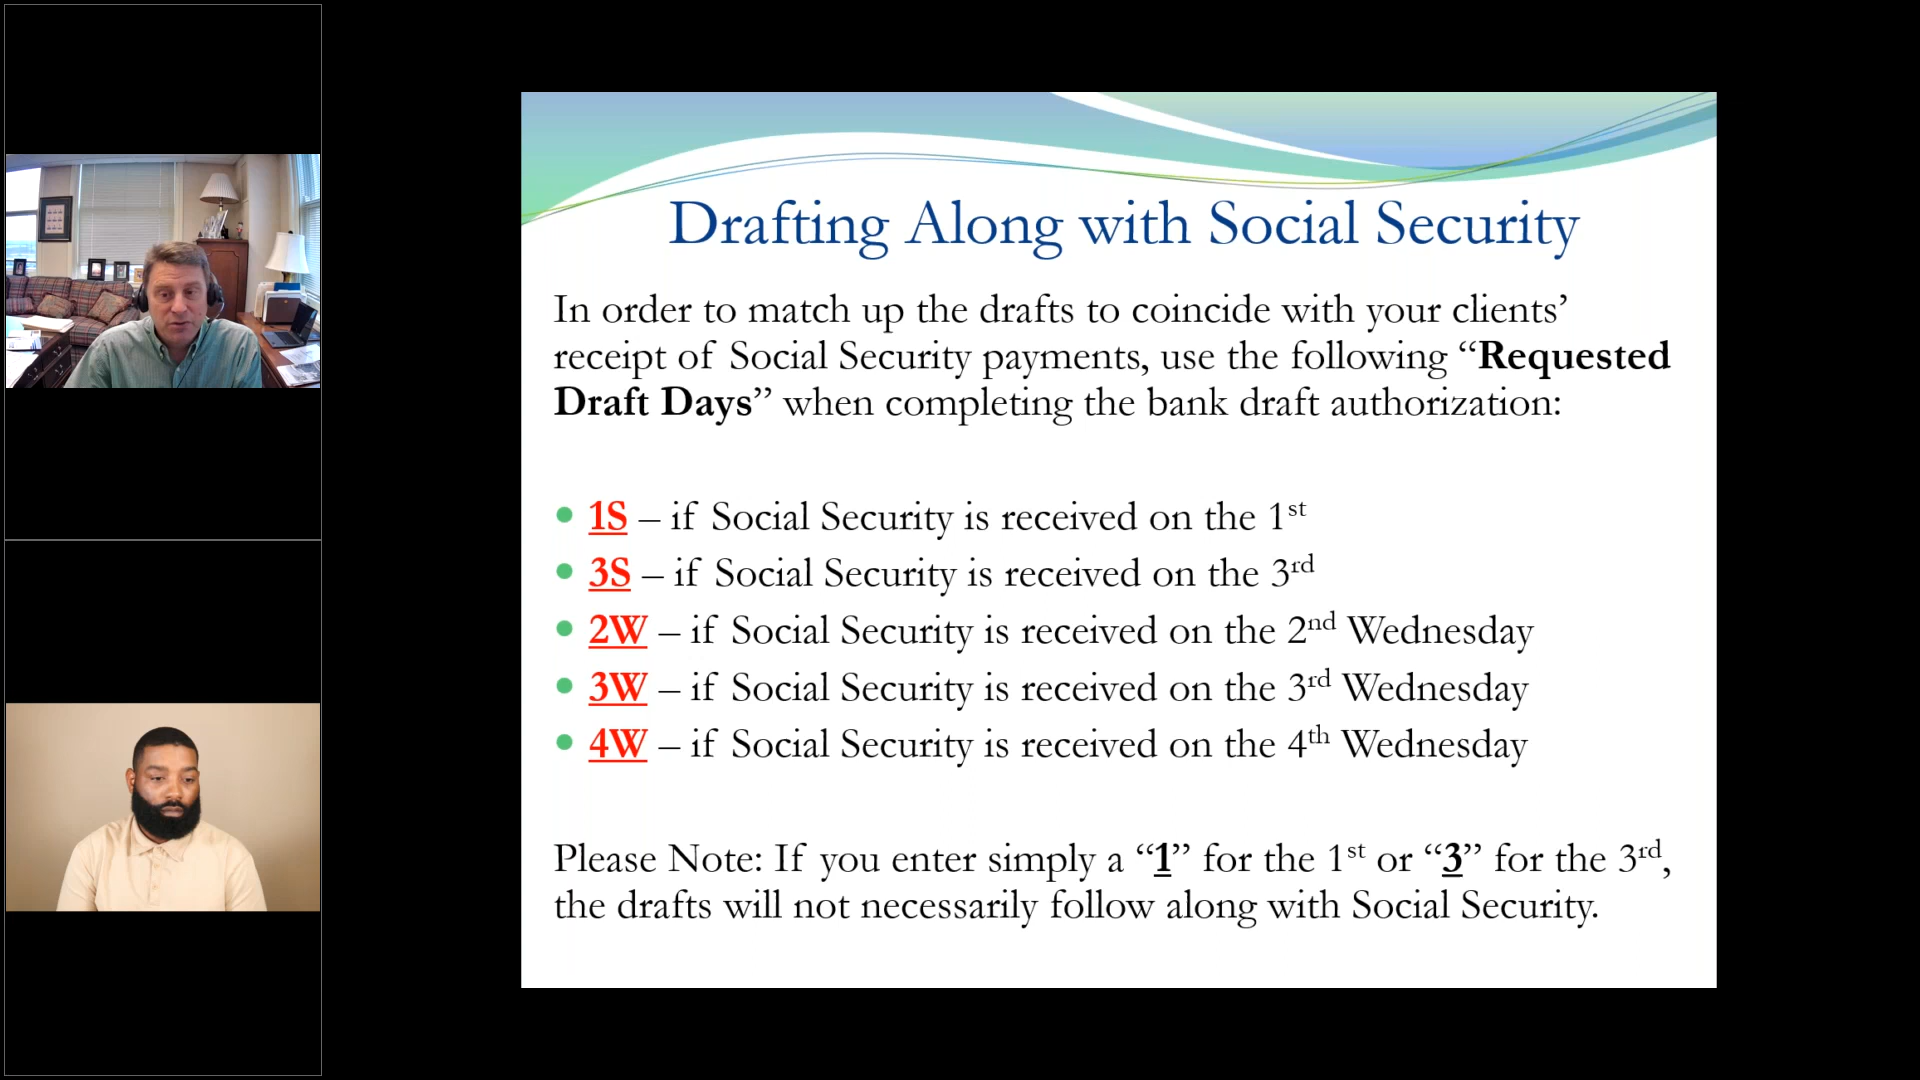 Drafting Along with Social Security
In order to match up the drafts to coincide with your clients’
receipt of Social Security payments, use the following “Requested
Draft Days” when completing the bank draft authorization:
• 1S – if Social Security is received on the 1st
• 3S – if Social Security is received on the 3rd
• 2W – if Social Security is received on the 2nd Wednesday
• 3W – if Social Security is received on the 3rd Wednesday
• 4W – if Social Security is received on the 4th Wednesday
Please Note: If you enter simply a “1” for the 1st or “3” for the 3rd,
the drafts will not necessarily follow along with Social Security.